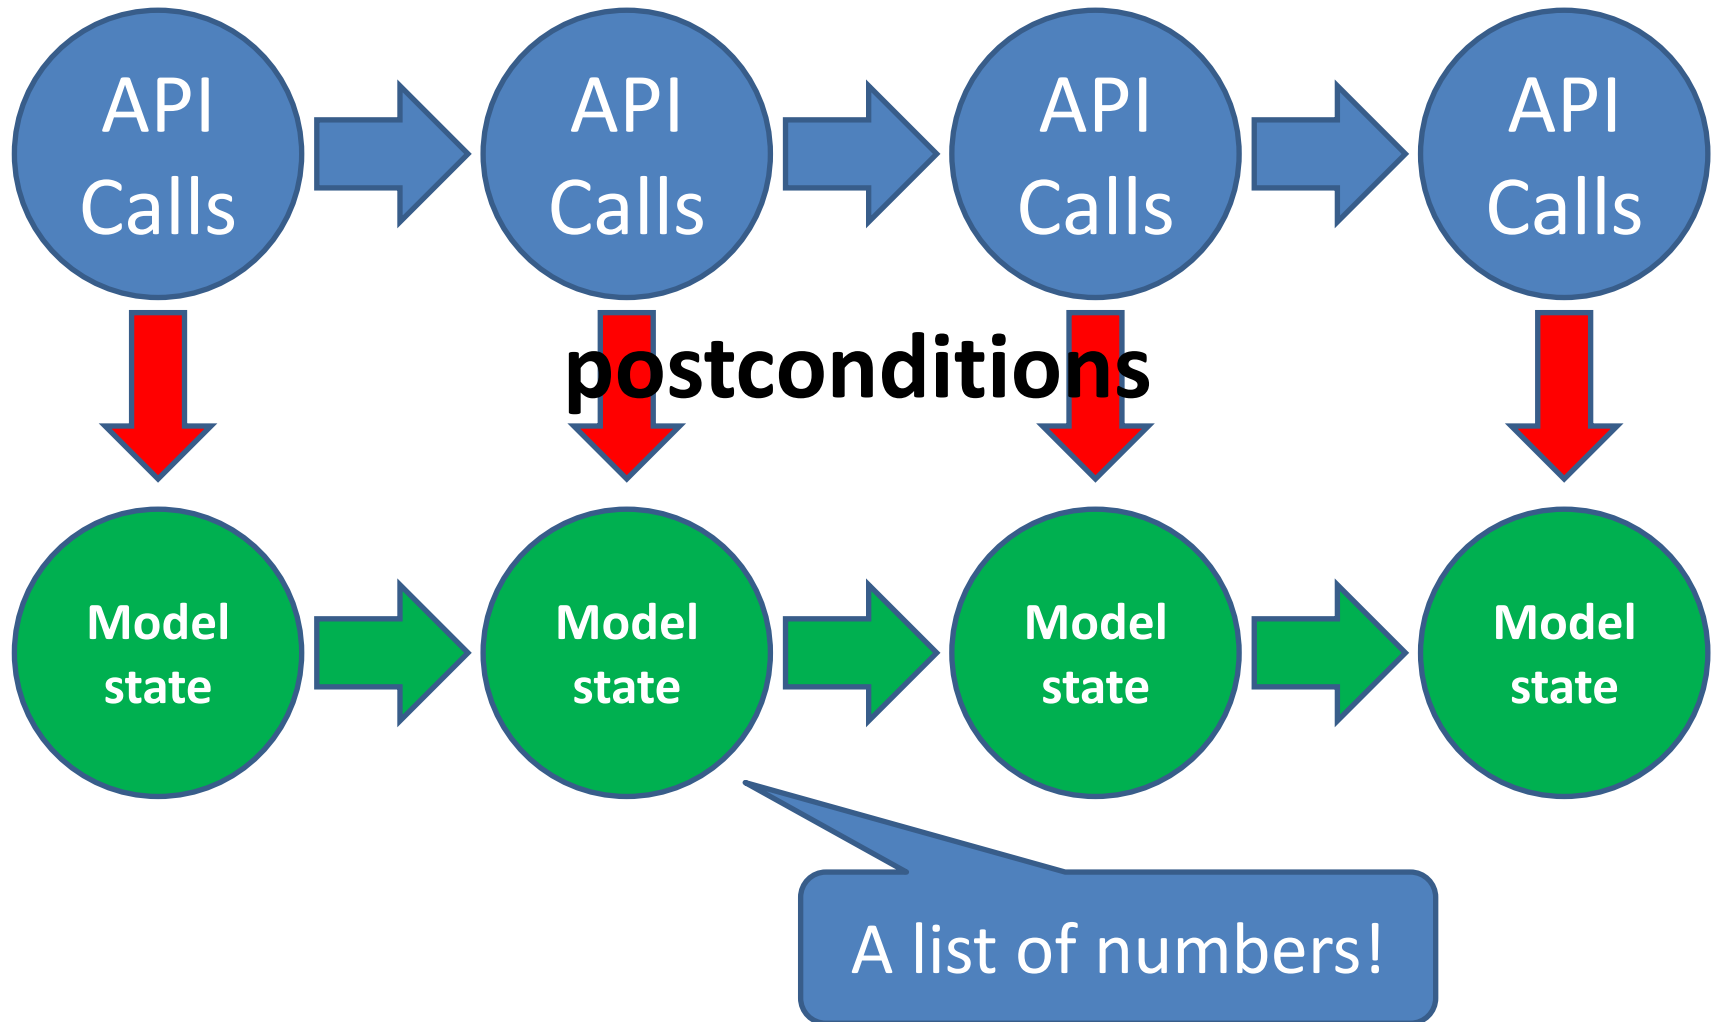 API
Calls
API
Calls
API
Calls
API
Calls
postconditions
Model
state
Model
state
Model
state
Model
state
A list of numbers!